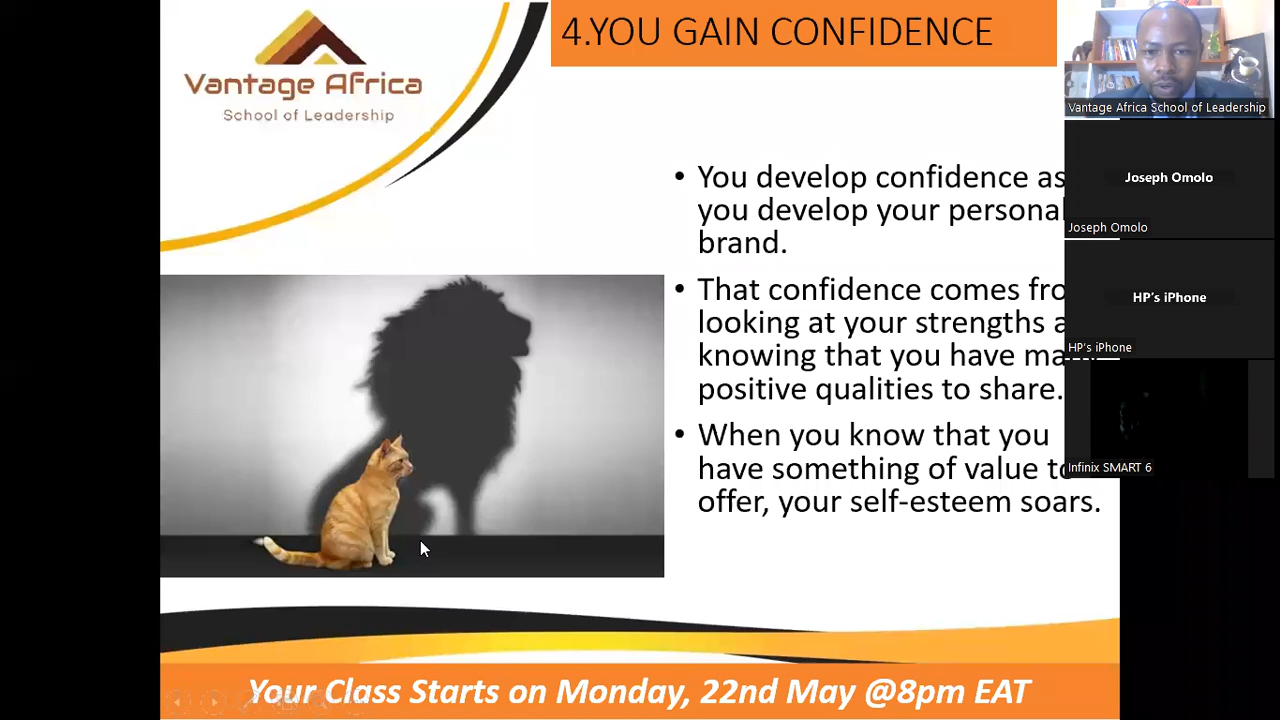 Vantage Africa
School of Leadership
4.YOU GAIN CONFIDENCE
• You develop confidence as
you develop your personal
brand.
• That confidence comes fro
looking at your strengths a
knowing that you have many
positive qualities to share.
• When you know that you
have something of value to
offer, your self-esteem soars.
Your Class Starts on Monday, 22nd May @8pm EAT
Vantage Africa School of Leadership
Joseph Omolo
Joseph Omolo
HP's iPhone
HP's iPhone
Infinix SMART 6